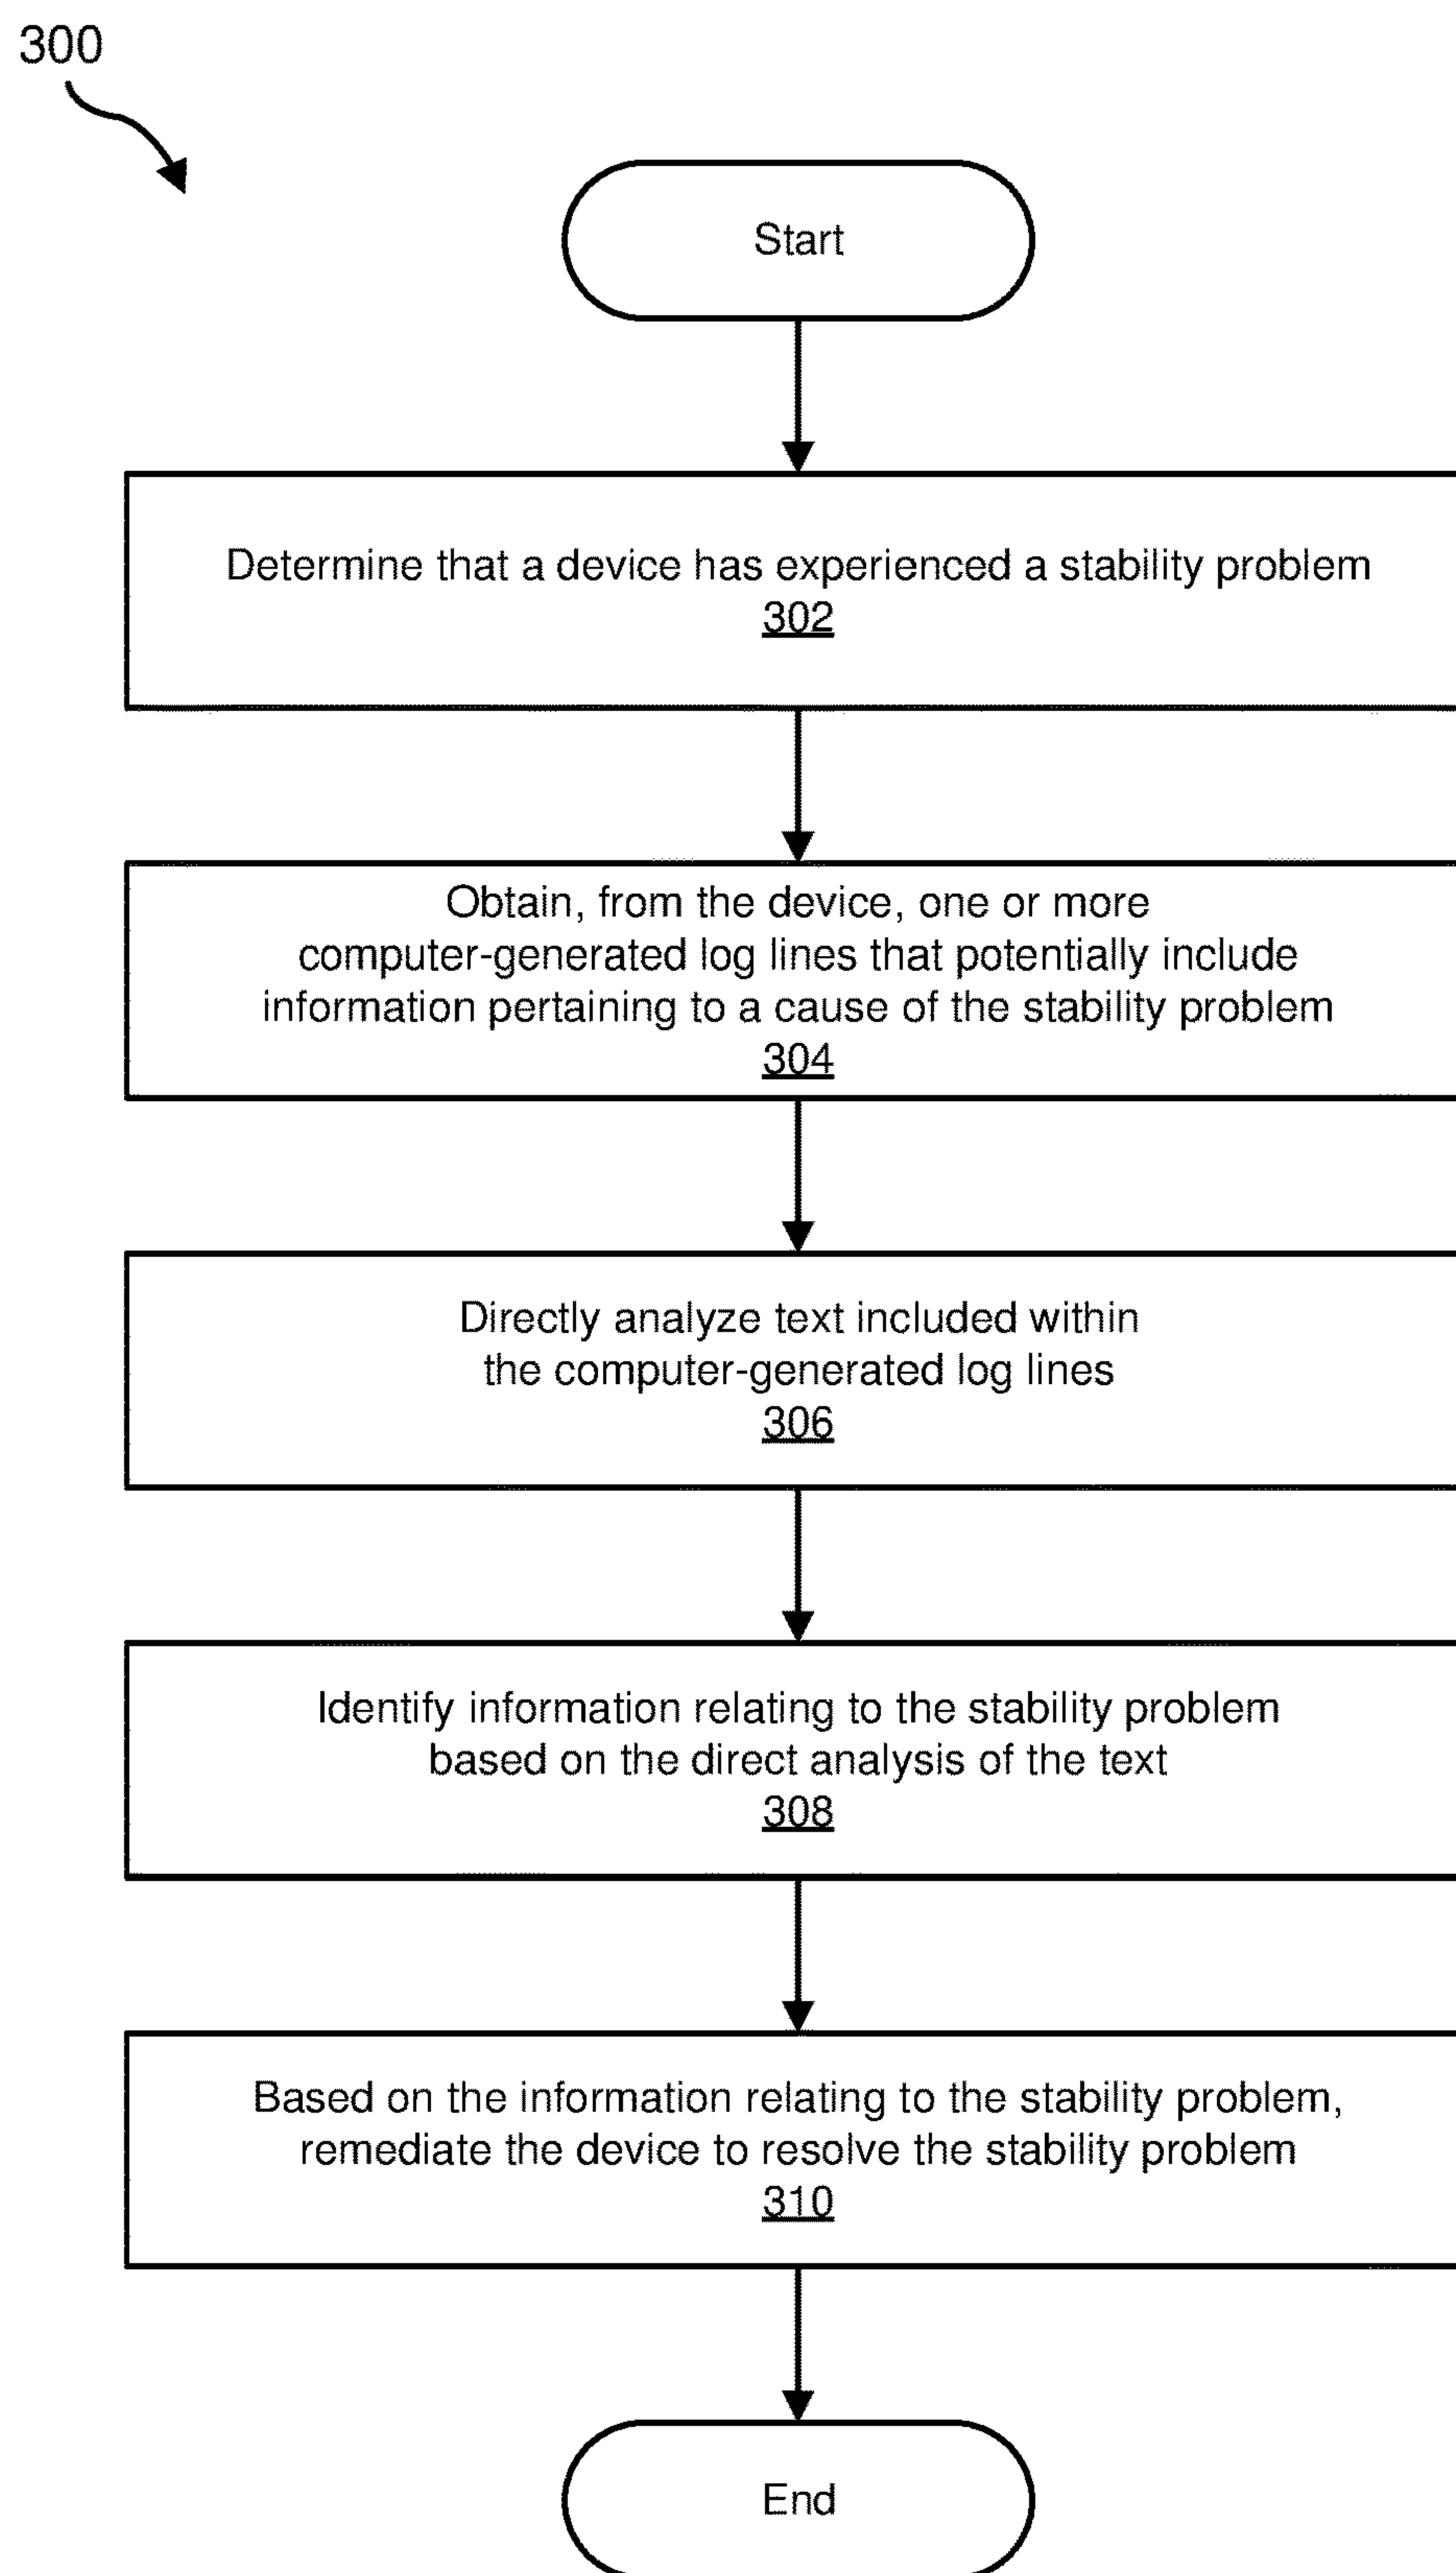 300
Start
Determine that a device has experienced a stability problem
302
Obtain, from the device, one or more
computer-generated log lines that potentially include
information pertaining to a cause of the stability problem
304
Directly analyze text included within
the computer-generated log lines
306
Identify information relating to the stability problem
based on the direct analysis of the text
308
Based on the information relating to the stability problem,
remediate the device to resolve the stability problem
310
End